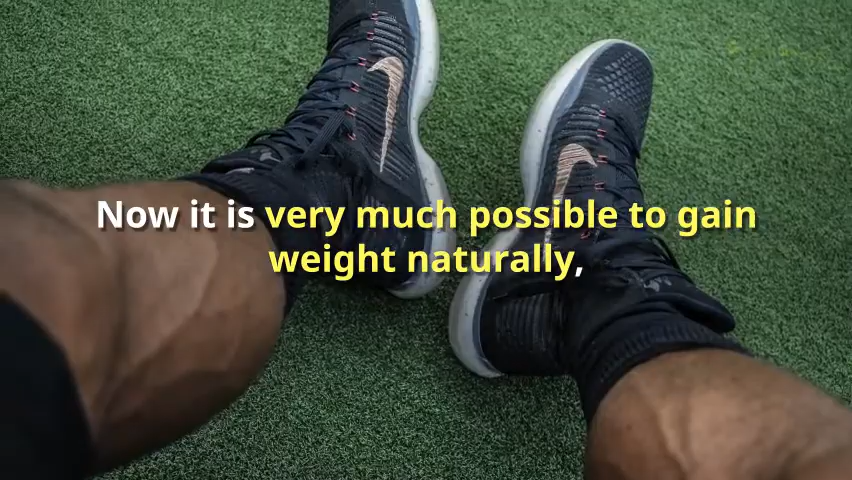 Now it is very much possible to gain
weight naturally,